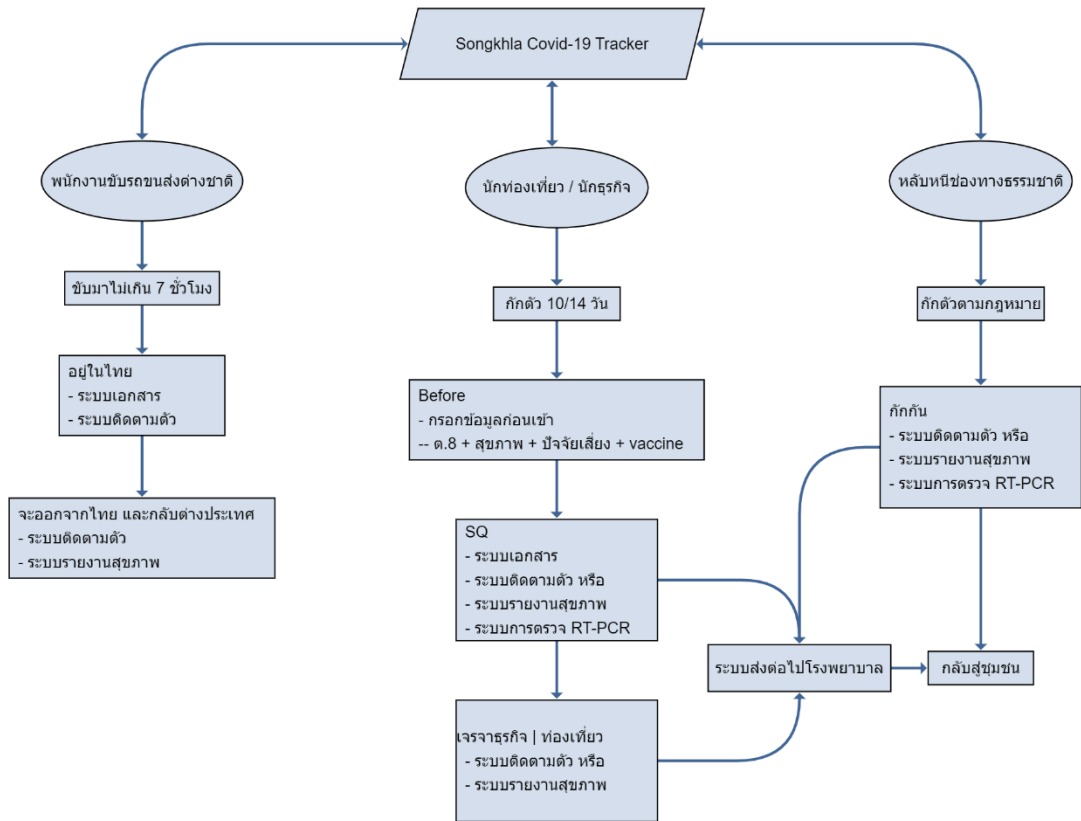 Songkhla Covid-19 Tracker
พนักงานขับรถขนส่งต่างชาติ
นักท่องเที่ยว / นักธุรกิจ
หลับหนีช่องทางธรรมชาติ
ขับมาไม่เกิน 7 ชั่วโมง
กักตัว 10/14 วัน
กักตัวตามกฎหมาย
อยู่ในไทย
- ระบบเอกสาร
- ระบบติดตามตัว
Before
- กรอกข้อมูลก่อนเข้า
-- ต.8 + สุขภาพ + ปัจจัยเสี่ยง + vaccine
กักกัน
- ระบบติดตามตัว หรือ
- ระบบรายงานสุขภาพ
- ระบบการตรวจ RT-PCR
จะออกจากไทย และกลับต่างประเทศ
- ระบบติดตามตัว
- ระบบรายงานสุขภาพ
SQ
- ระบบเอกสาร
- ระบบติดตามตัว หรือ
- ระบบรายงานสุขภาพ
- ระบบการตรวจ RT-PCR
ระบบส่งต่อไปโรงพยาบาล
กลับสู่ชุมชน
เจรจาธุรกิจ | ท่องเที่ยว
- ระบบติดตามตัว หรือ
- ระบบรายงานสุขภาพ